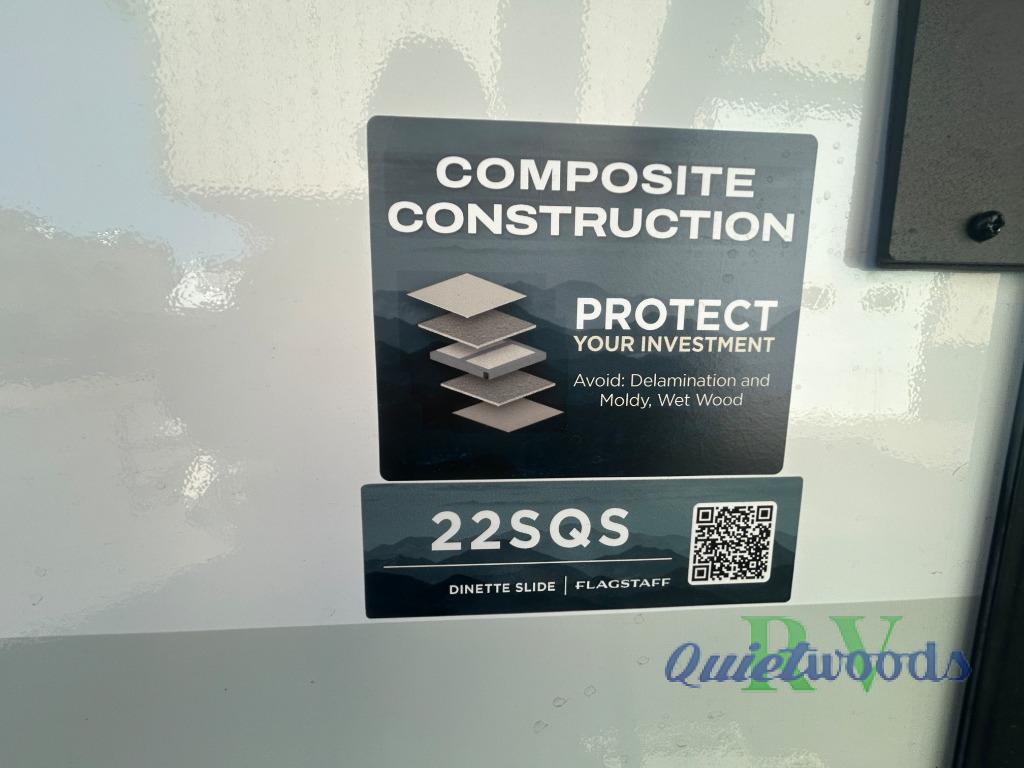 COMPOSITE
CONSTRUCTION
PROTECT
YOUR INVESTMENT
Avoid: Delamination and
Moldy, Wet Wood
22SQS
DINETTE SLIDE | FLAGSTAFF
Quietwoods RV